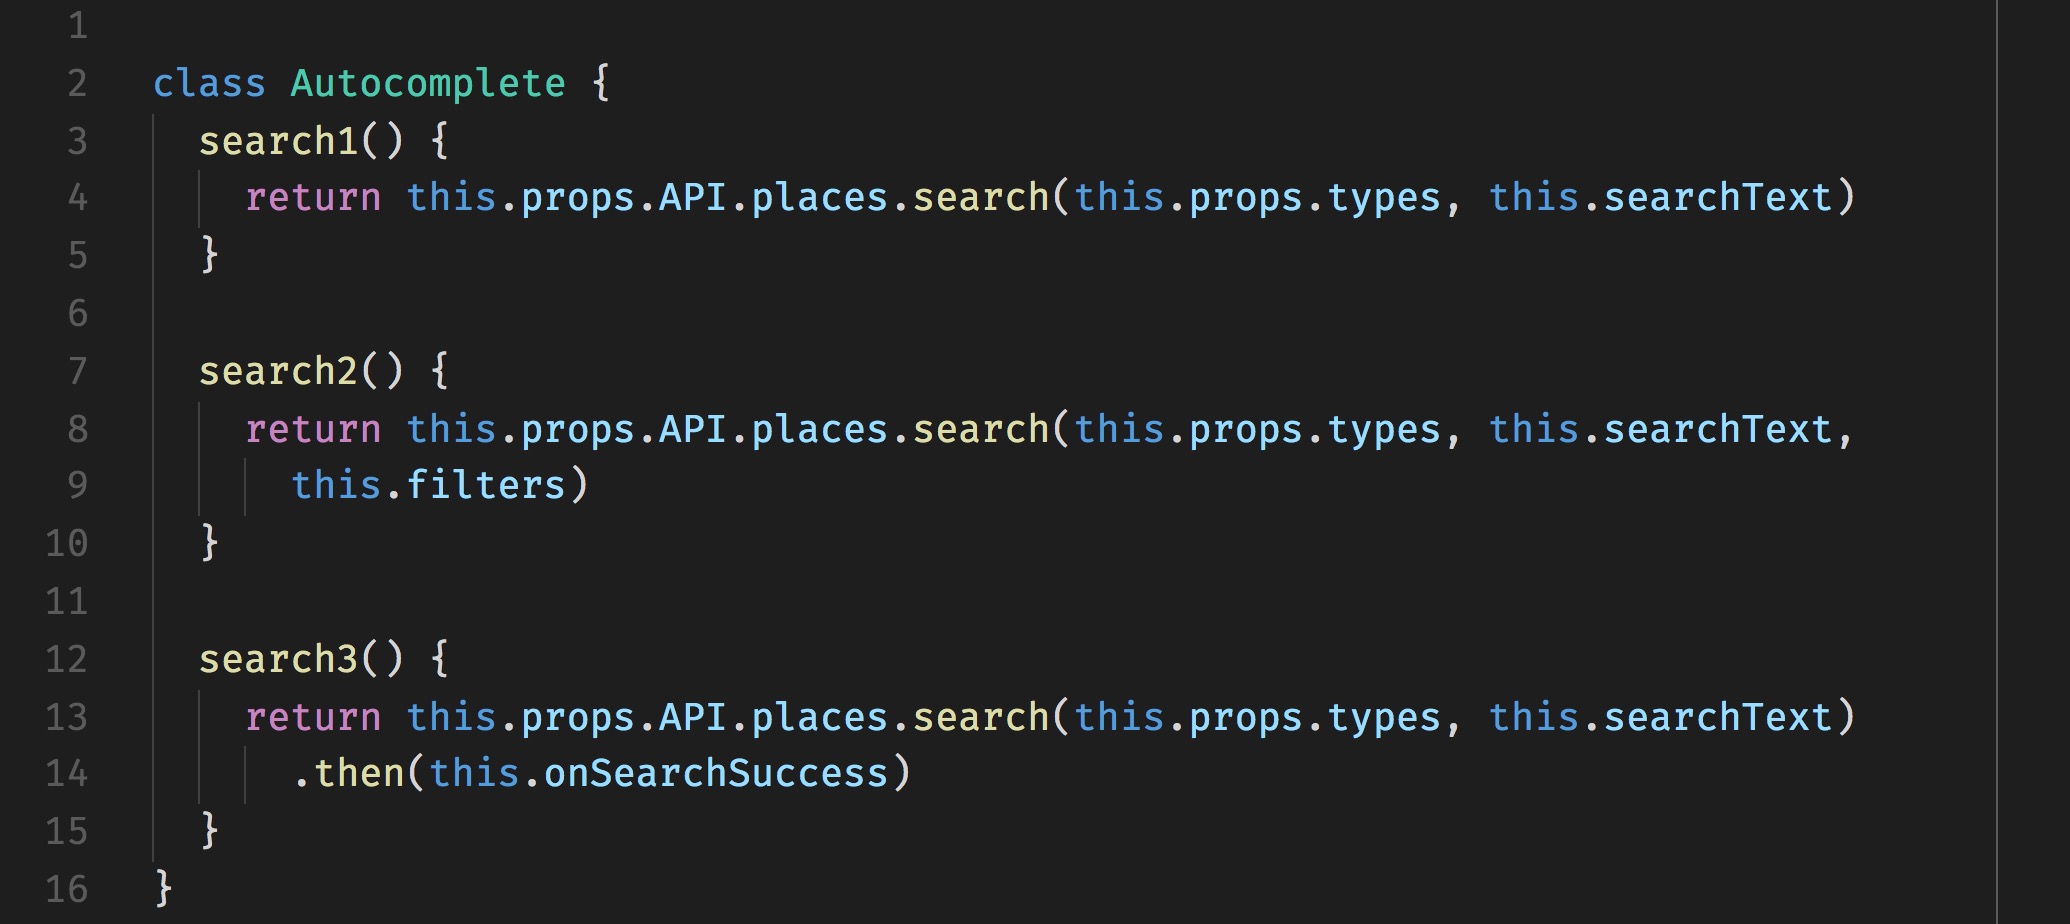 1
2 class Autocomplete {
3   search1() {
4     return this.props.API.places.search(this.props.types, this.searchText)
5   }
6
7   search2() {
8     return this.props.API.places.search(this.props.types, this.searchText,
9       this.filters)
10   }
11
12   search3() {
13     return this.props.API.places.search(this.props.types, this.searchText)
14       .then(this.onSearchSuccess)
15   }
16 }